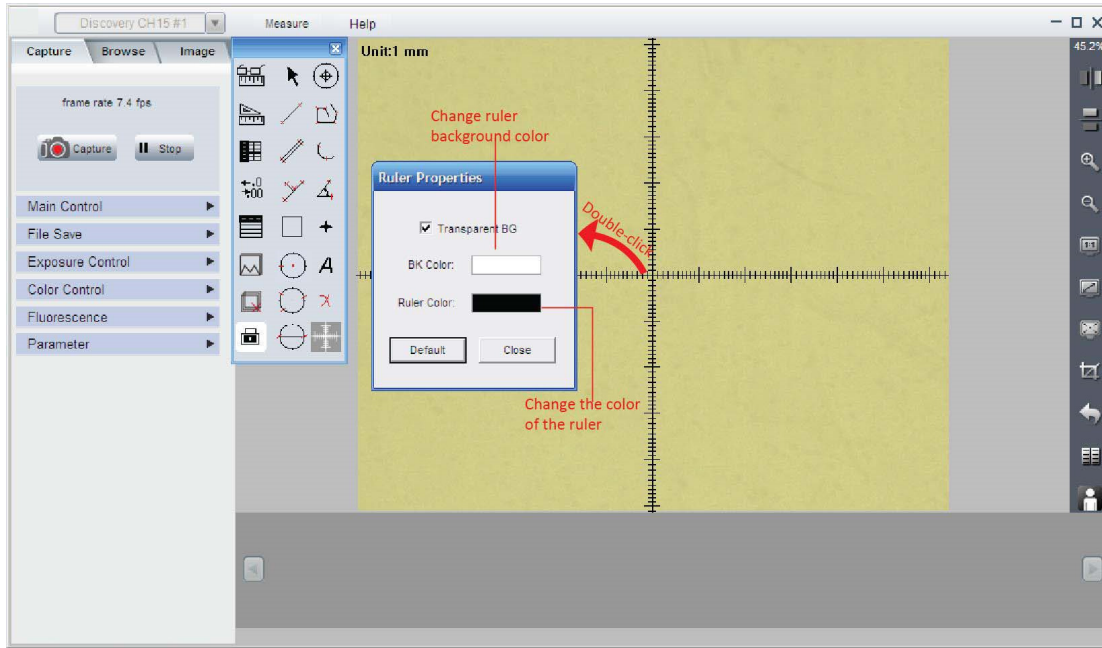 Discovery CH15 #1
Measure
Help
Capture
Browse
Image
Unit:1 mm
45.2%
frame rate 7.4 fps
Capture
Stop
Main Control
File Save
Exposure Control
Color Control
Fluorescence
Parameter
Change ruler
background color
Ruler Properties
Transparent BG
BK Color:
Ruler Color:
Default
Close
Double-click
Change the color
of the ruler
A
1:1